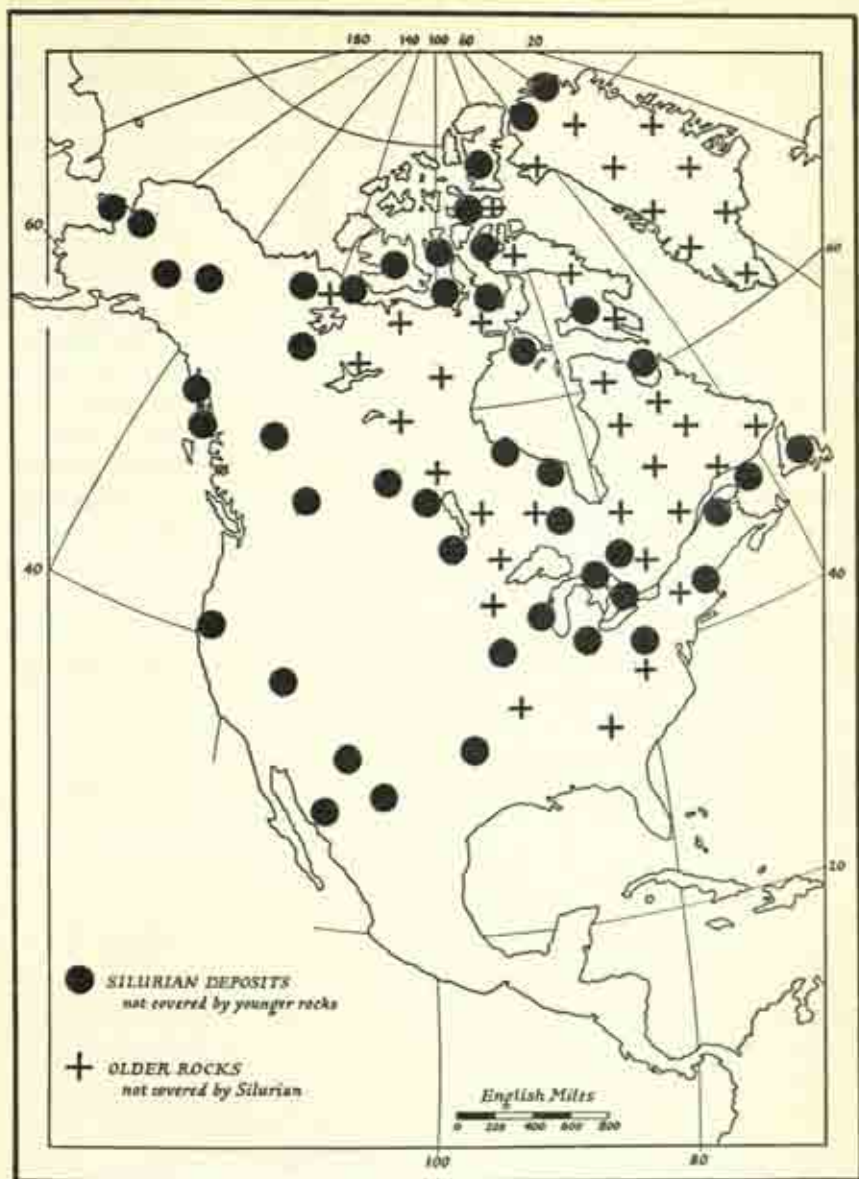 180 140 100 60 20
60
60
40
40
20
SILURIAN DEPOSITS
not covered by younger rocks
OLDER ROCKS
not covered by Silurian
English Miles
0 200 400 600 800
100 80